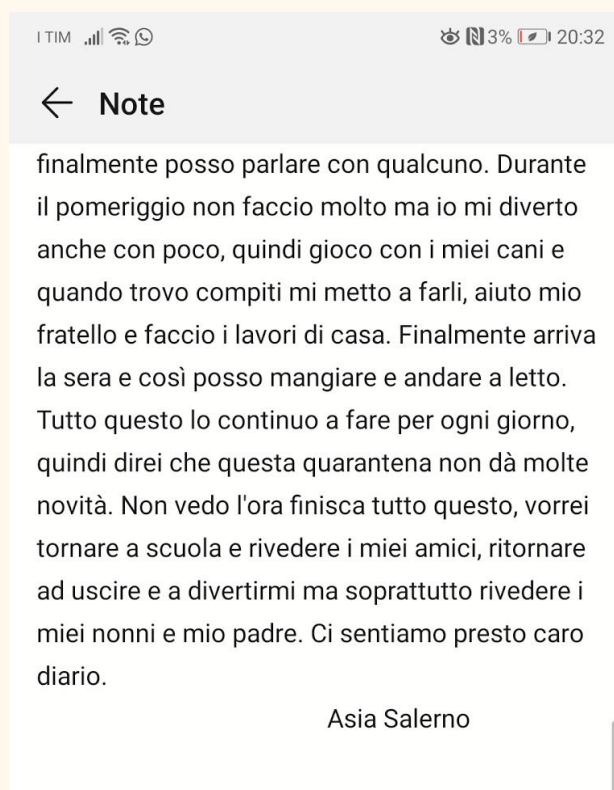 I TIM 3% 20:32
Note
finalmente posso parlare con qualcuno. Durante
il pomeriggio non faccio molto ma io mi diverto
anche con poco, quindi gioco con i miei cani e
quando trovo compiti mi metto a farli, aiuto mio
fratello e faccio i lavori di casa. Finalmente arriva
la sera e così posso mangiare e andare a letto.
Tutto questo lo continuo a fare per ogni giorno,
quindi direi che questa quarantena non dà molte
novità. Non vedo l'ora finisca tutto questo, vorrei
tornare a scuola e rivedere i miei amici, ritornare
ad uscire e a divertirmi ma soprattutto rivedere i
miei nonni e mio padre. Ci sentiamo presto caro
diario.
Asia Salerno